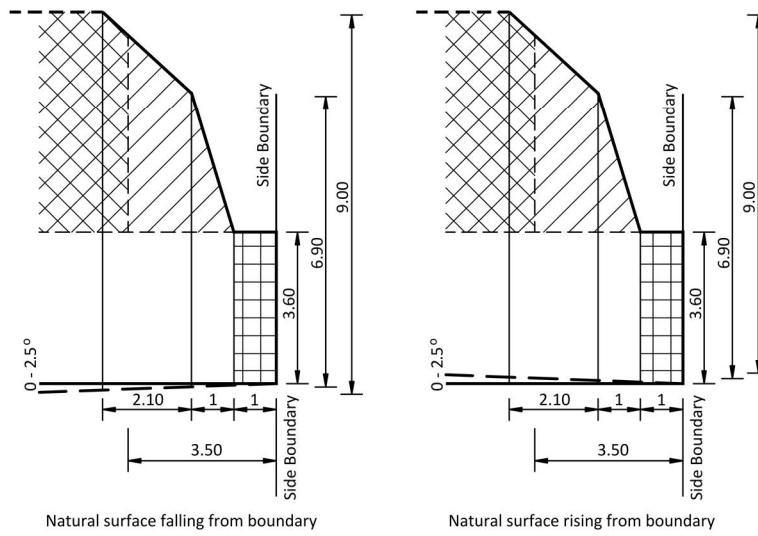 Side Boundary
9.00
6.90
3.60
0 - 2.5°
2.10
1
1
3.50
Side Boundary
Natural surface falling from boundary
Side Boundary
9.00
6.90
3.60
0 - 2.5°
2.10
1
1
3.50
Side Boundary
Natural surface rising from boundary